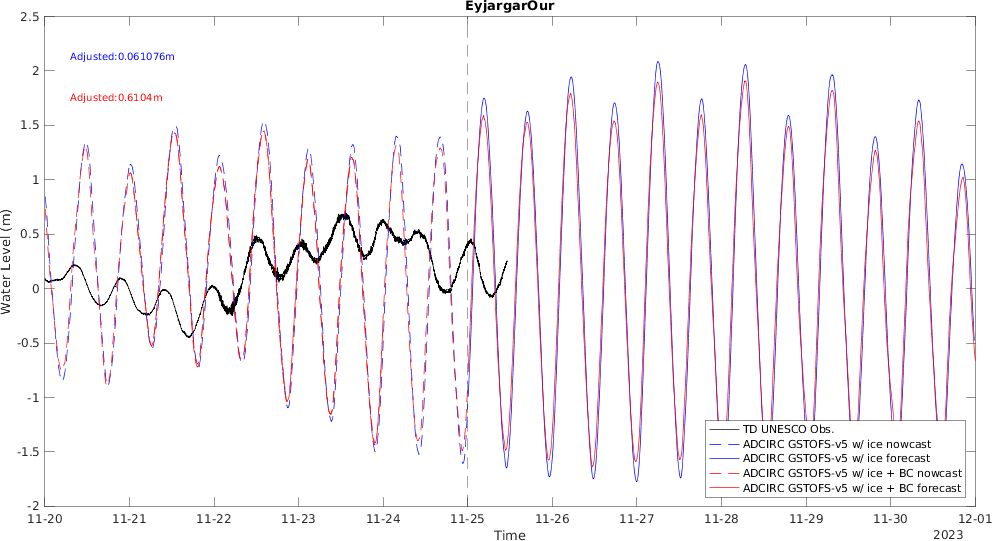 EyjargarOur
Adjusted:0.061076m
Adjusted:0.6104m
Water Level (m)
2.5
2
1.5
1
0.5
0
-0.5
-1
-1.5
-2
TD UNESCO Obs.
ADCIRC GSTOFS-v5 w/ ice nowcast
ADCIRC GSTOFS-v5 w/ ice forecast
ADCIRC GSTOFS-v5 w/ ice + BC nowcast
ADCIRC GSTOFS-v5 w/ ice + BC forecast
11-20 11-21 11-22 11-23 11-24 11-25 11-26 11-27 11-28 11-29 11-30 12-01
Time
2023